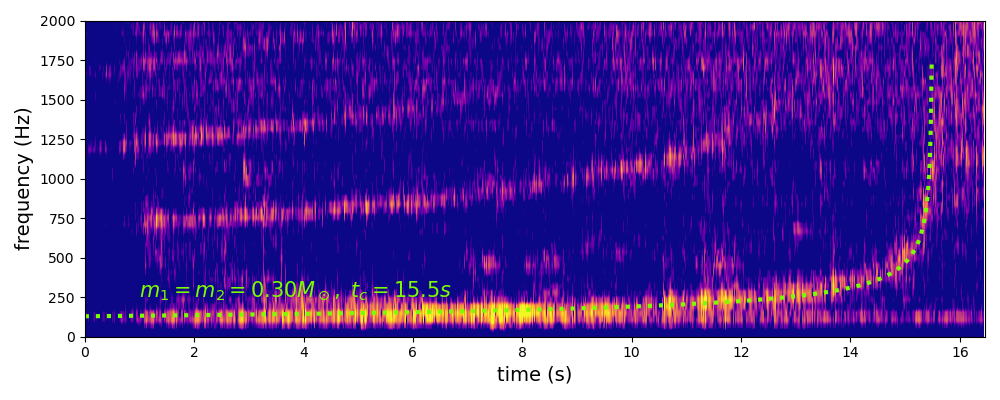 2000
1750
1500
1250
1000
750
500
250
0
frequency (Hz)
m₁ = m₂ = 0.30M⊙, t_c = 15.5s
0 2 4 6 8 10 12 14 16
time (s)